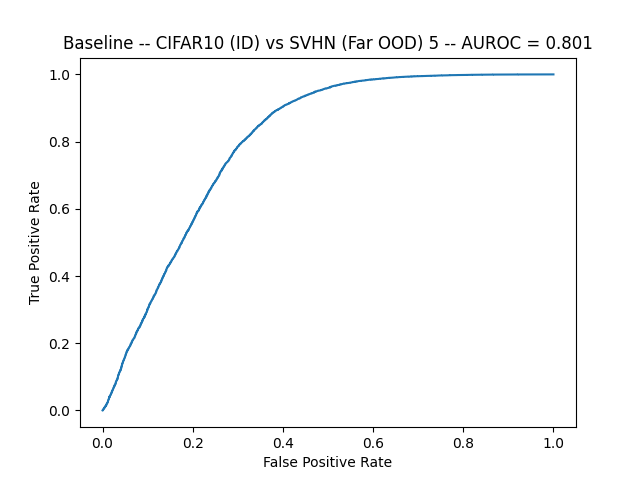 Baseline -- CIFAR10 (ID) vs SVHN (Far OOD) 5 -- AUROC = 0.801
1.0
0.8
0.6
0.4
0.2
0.0
True Positive Rate
0.0 0.2 0.4 0.6 0.8 1.0
False Positive Rate